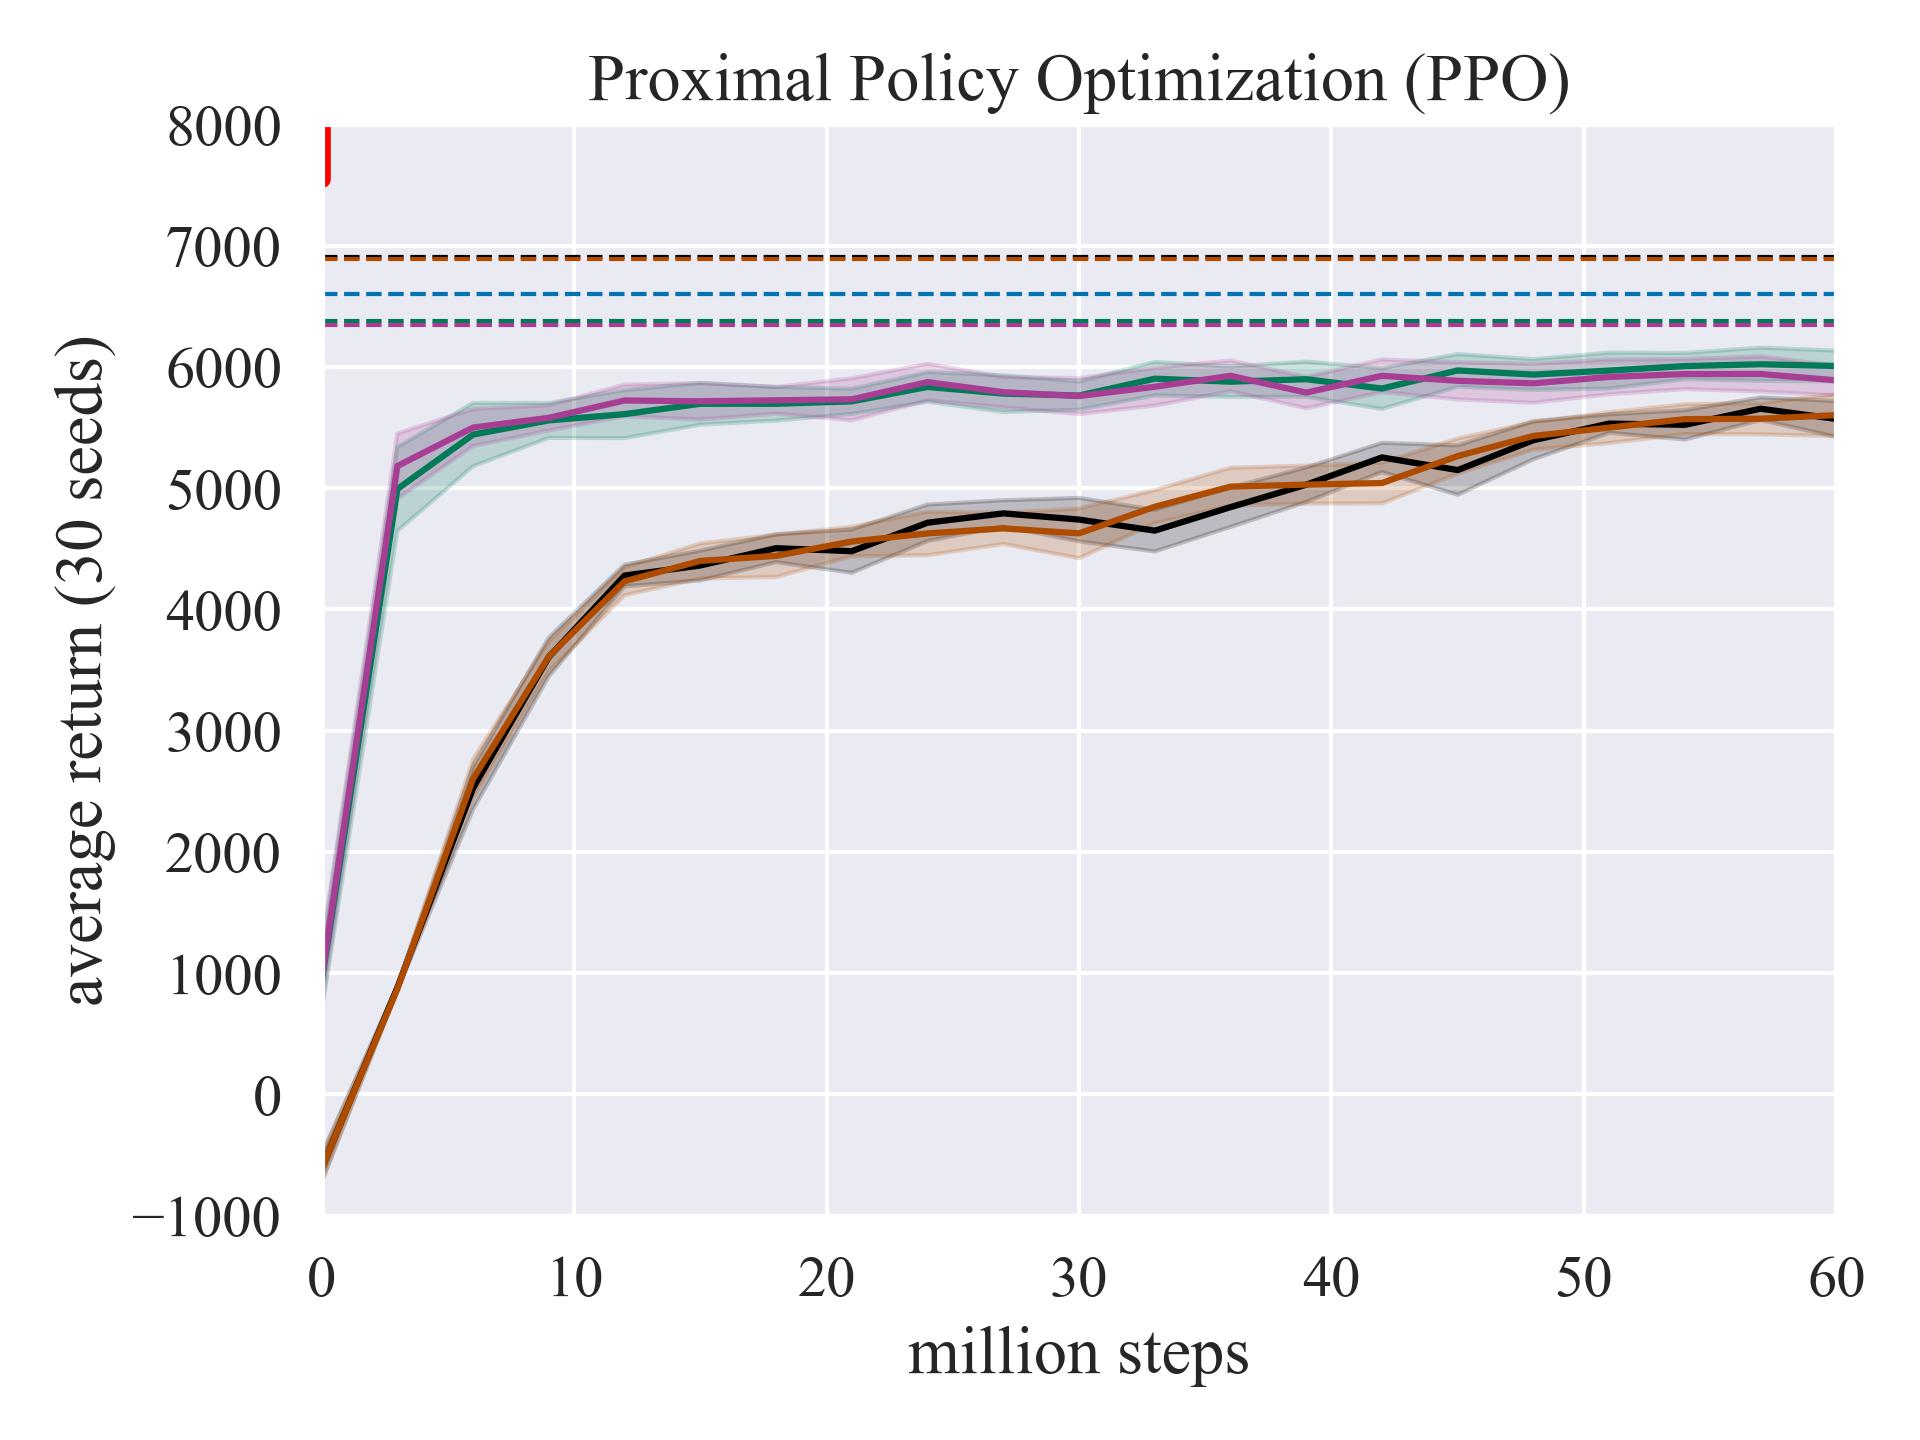 Proximal Policy Optimization (PPO)
8000
7000
6000
5000
4000
3000
2000
1000
0
−1000
average return (30 seeds)
0 10 20 30 40 50 60
million steps